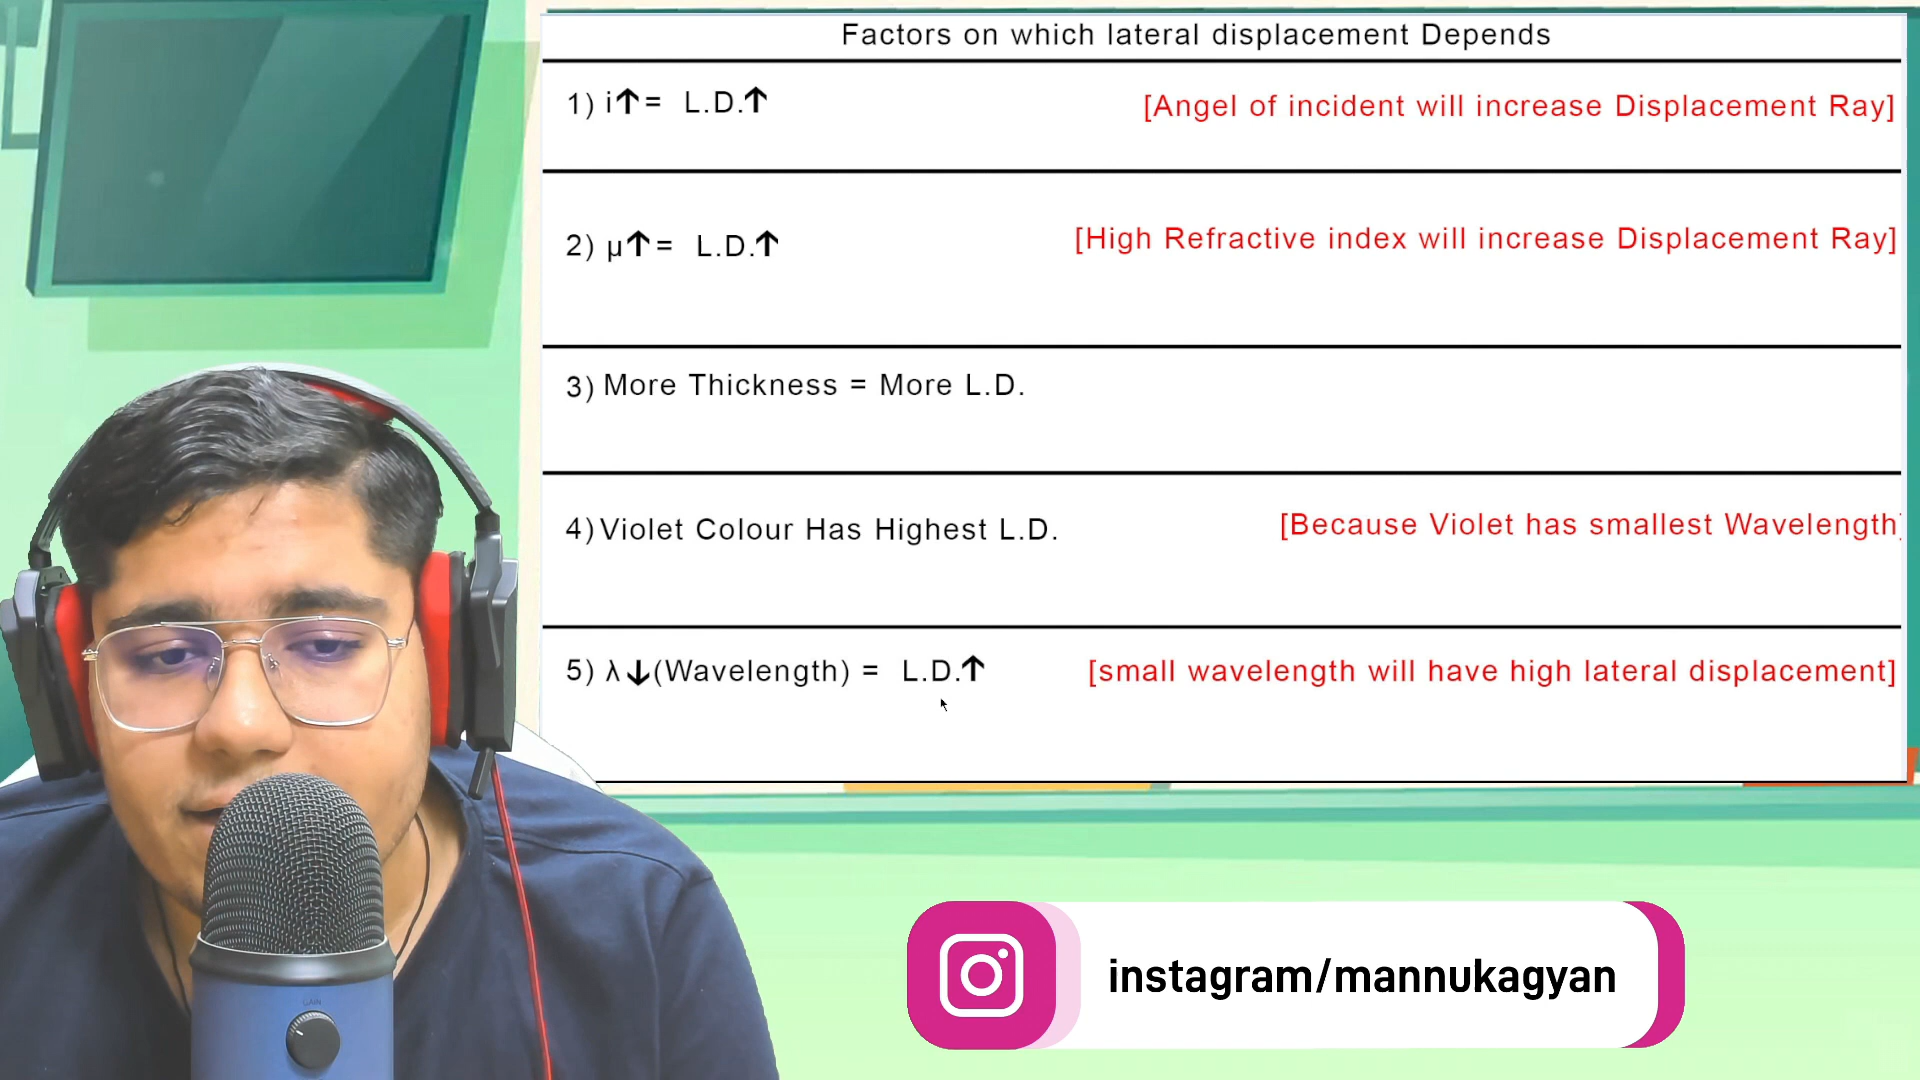 Factors on which lateral displacement Depends
1) i↑= L.D.↑ [Angel of incident will increase Displacement Ray]
2) μ↑= L.D.↑ [High Refractive index will increase Displacement Ray]
3) More Thickness = More L.D.
4) Violet Colour Has Highest L.D. [Because Violet has smallest Wavelength]
5) λ↓(Wavelength) = L.D.↑ [small wavelength will have high lateral displacement]
GAIN
instagram/mannukagyan